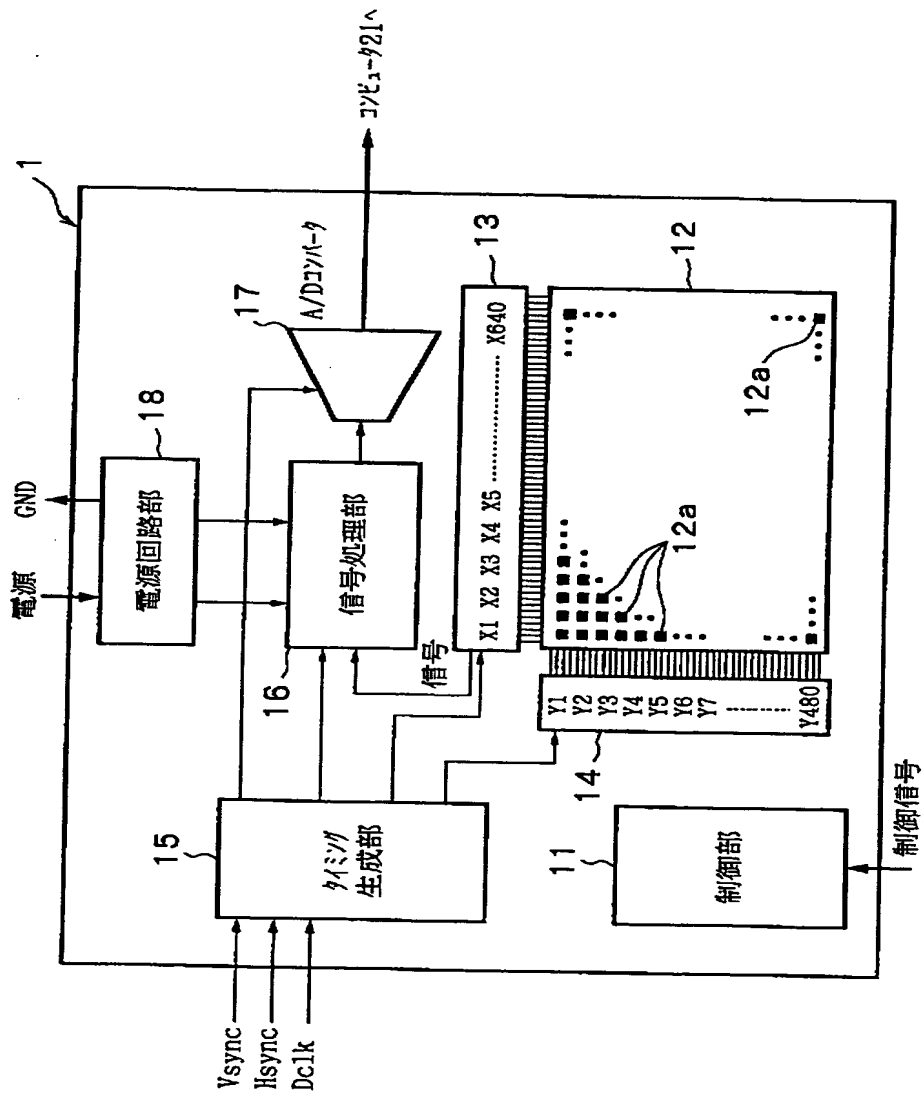 1
電源
GND
電源回路部
18
コンピュータ21へ
A/Dコンバータ
17
信号処理部
16
信号
タイミング
生成部
15
Vsync
Hsync
Dclk
X1 X2 X3 X4 X5 ………………… X640
13
12
12a
12a
Y1
Y2
Y3
Y4
Y5
Y6
Y7
Y480
14
制御部
11
制御信号